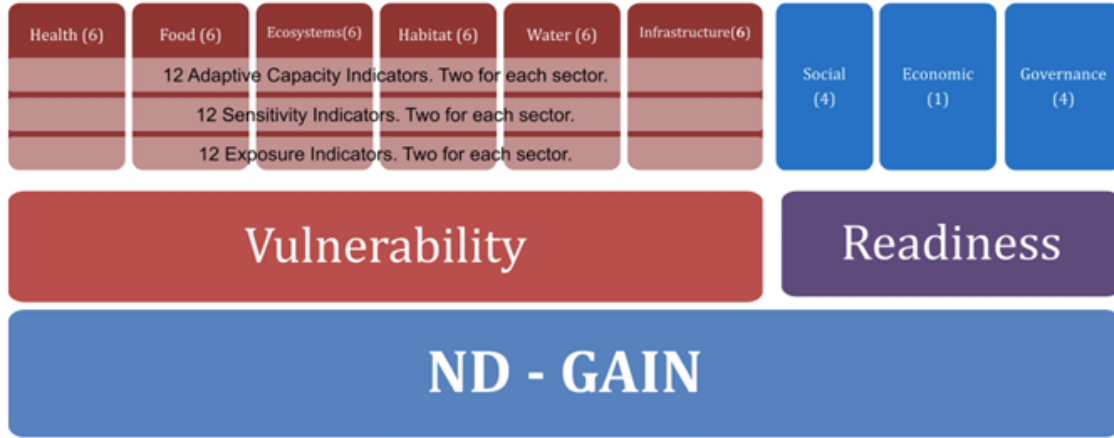 Health (6) Food (6) Ecosystems(6) Habitat (6) Water (6) Infrastructure(6)
12 Adaptive Capacity Indicators. Two for each sector.
12 Sensitivity Indicators. Two for each sector.
12 Exposure Indicators. Two for each sector.
Social
(4)
Economic
(1)
Governance
(4)
Vulnerability
Readiness
ND - GAIN